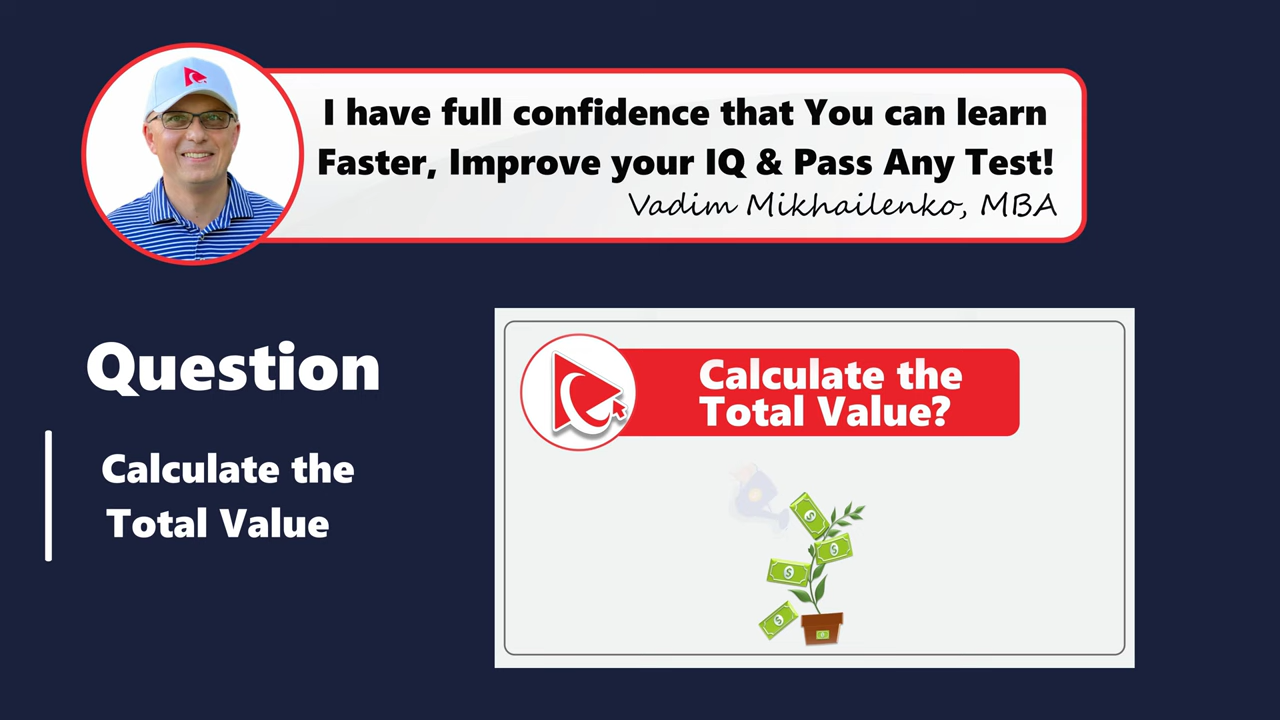 I have full confidence that You can learn
Faster, Improve your IQ & Pass Any Test!
Vadim Mikhailenko, MBA
Question
Calculate the
Total Value
Calculate the
Total Value?